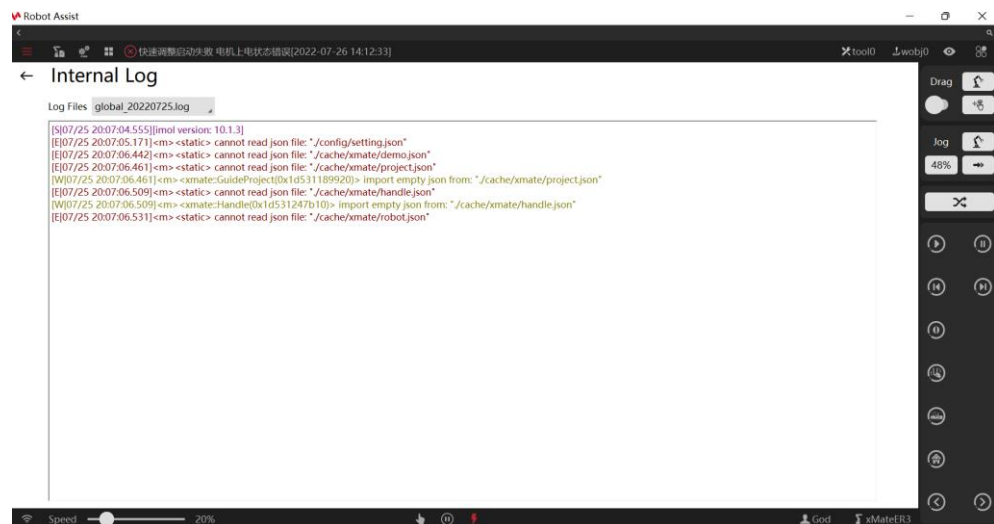 Robot Assist
快速调整启动失败 电机上电状态错误[2022-07-26 14:12:33]
tool0
wobj0
Internal Log
Log Files global_20220725.log
[S|07/25 20:07:04.555][imol version: 10.1.3]
[E|07/25 20:07:05.171]<m> <static> cannot read json file: "./config/setting.json"
[E|07/25 20:07:06.442]<m> <static> cannot read json file: "./cache/xmate/demo.json"
[E|07/25 20:07:06.461]<m> <static> cannot read json file: "./cache/xmate/project.json"
[W|07/25 20:07:06.461]<m> <xmate::GuideProject(0x1d531189920)> import empty json from: "./cache/xmate/project.json"
[E|07/25 20:07:06.509]<m> <static> cannot read json file: "./cache/xmate/handle.json"
[W|07/25 20:07:06.509]<m> <xmate::Handle(0x1d531247b10)> import empty json from: "./cache/xmate/handle.json"
[E|07/25 20:07:06.531]<m> <static> cannot read json file: "./cache/xmate/robot.json"
Drag
Jog
48%
Speed 20%
God
xMateER3